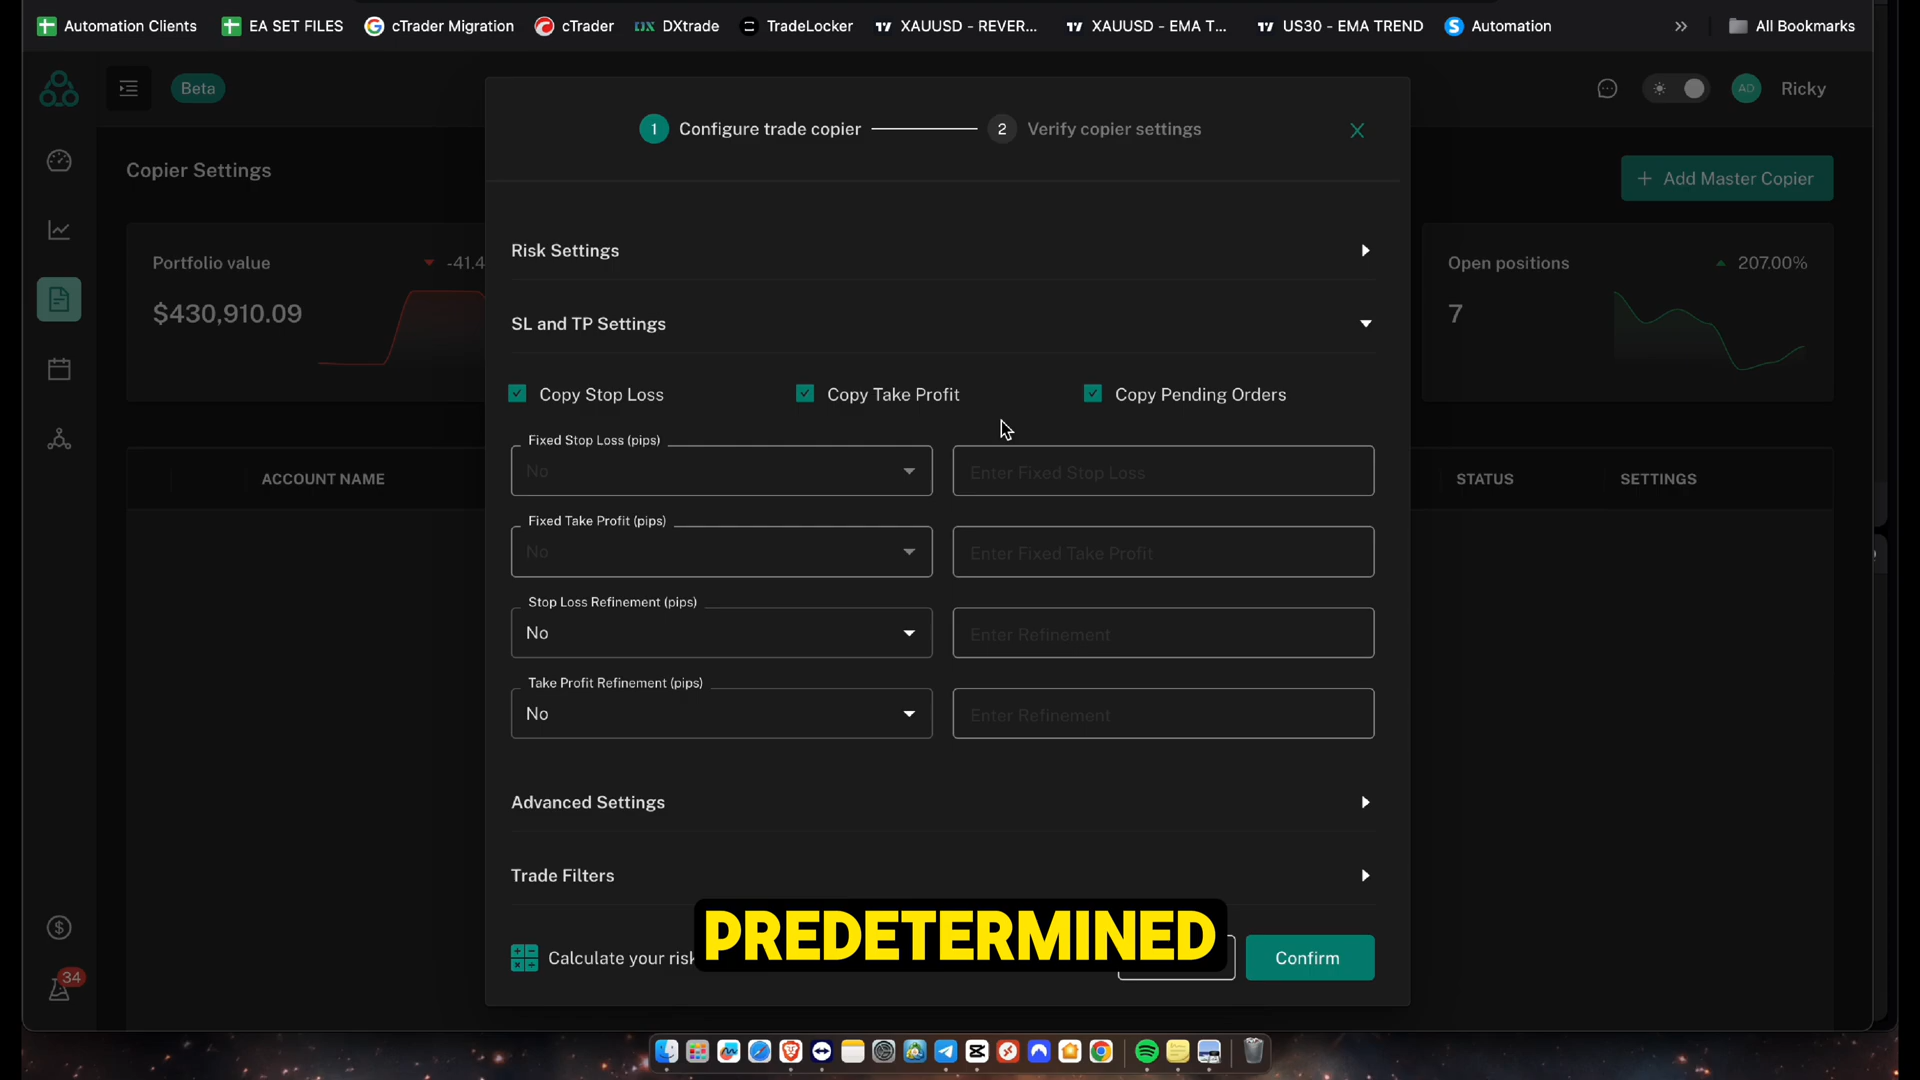 Automation Clients
EA SET FILES
cTrader Migration
cTrader
DXtrade
TradeLocker
XAUUSD - REVER...
XAUUSD - EMA T...
US30 - EMA TREND
Automation
All Bookmarks
Beta
1 Configure trade copier
2 Verify copier settings
AD
Ricky
Copier Settings
+ Add Master Copier
Portfolio value
-41.4
$430,910.09
Open positions
207.00%
7
Risk Settings
SL and TP Settings
Copy Stop Loss
Copy Take Profit
Copy Pending Orders
Fixed Stop Loss (pips)
No
Enter Fixed Stop Loss
Fixed Take Profit (pips)
No
Enter Fixed Take Profit
Stop Loss Refinement (pips)
No
Enter Refinement
Take Profit Refinement (pips)
No
Enter Refinement
ACCOUNT NAME
STATUS
SETTINGS
Advanced Settings
Trade Filters
PREDETERMINED
Calculate your risk
Confirm
34